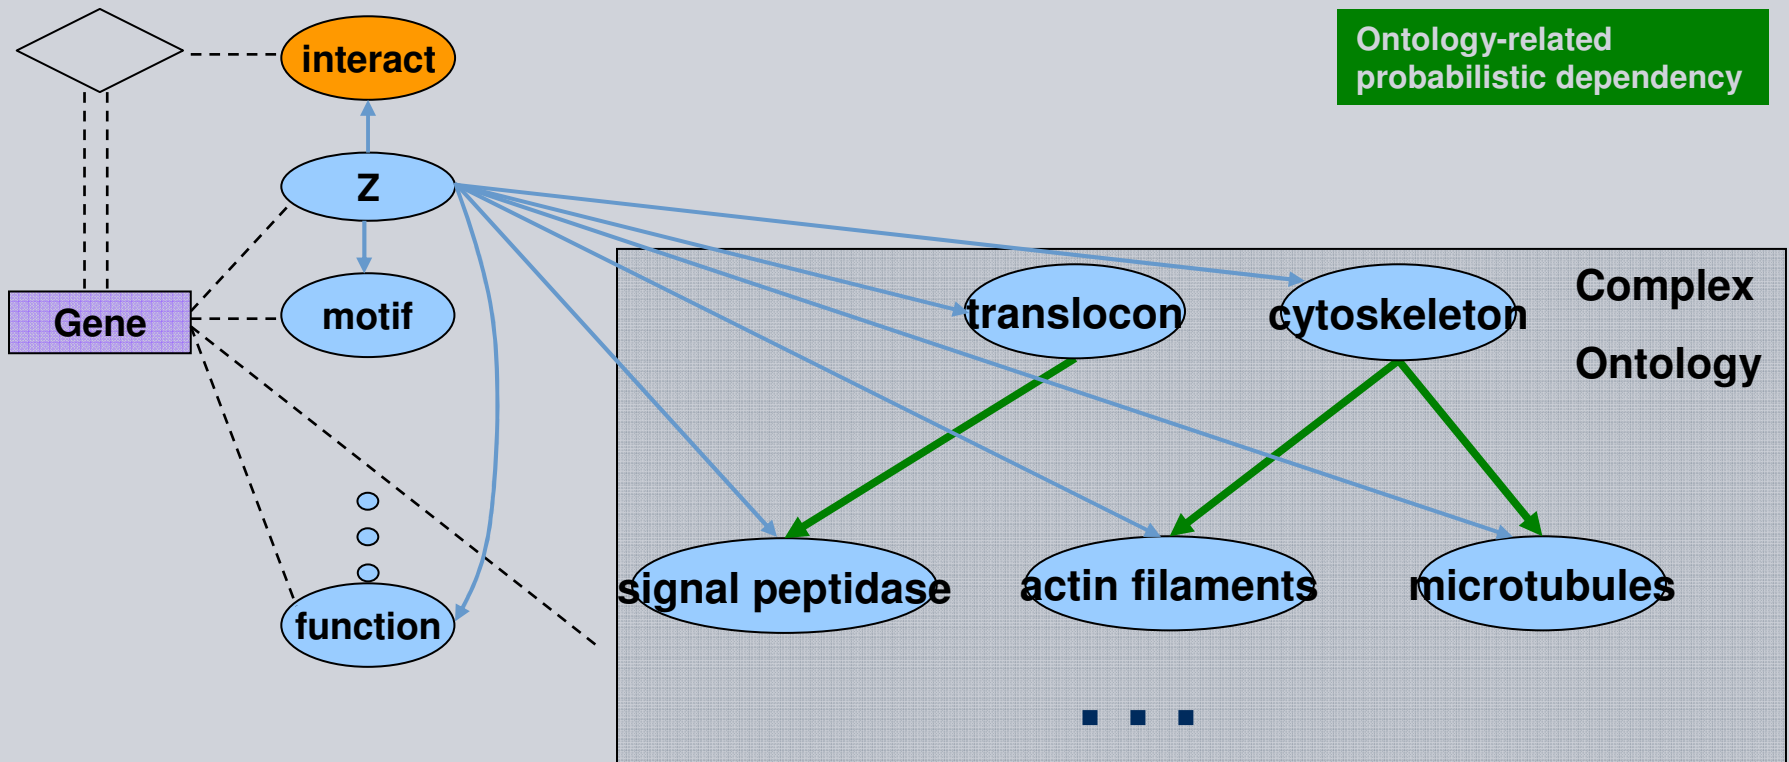 interact
Ontology-related
probabilistic dependency
Z
Gene
motif
function
translocon
cytoskeleton
Complex
Ontology
signal peptidase
actin filaments
microtubules
. . .